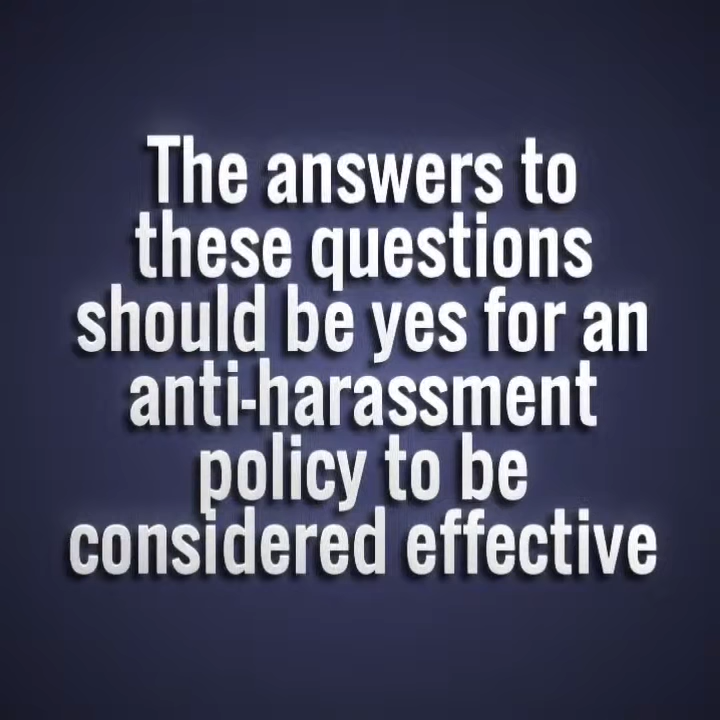 The answers to
these questions
should be yes for an
anti-harassment
policy to be
considered effective